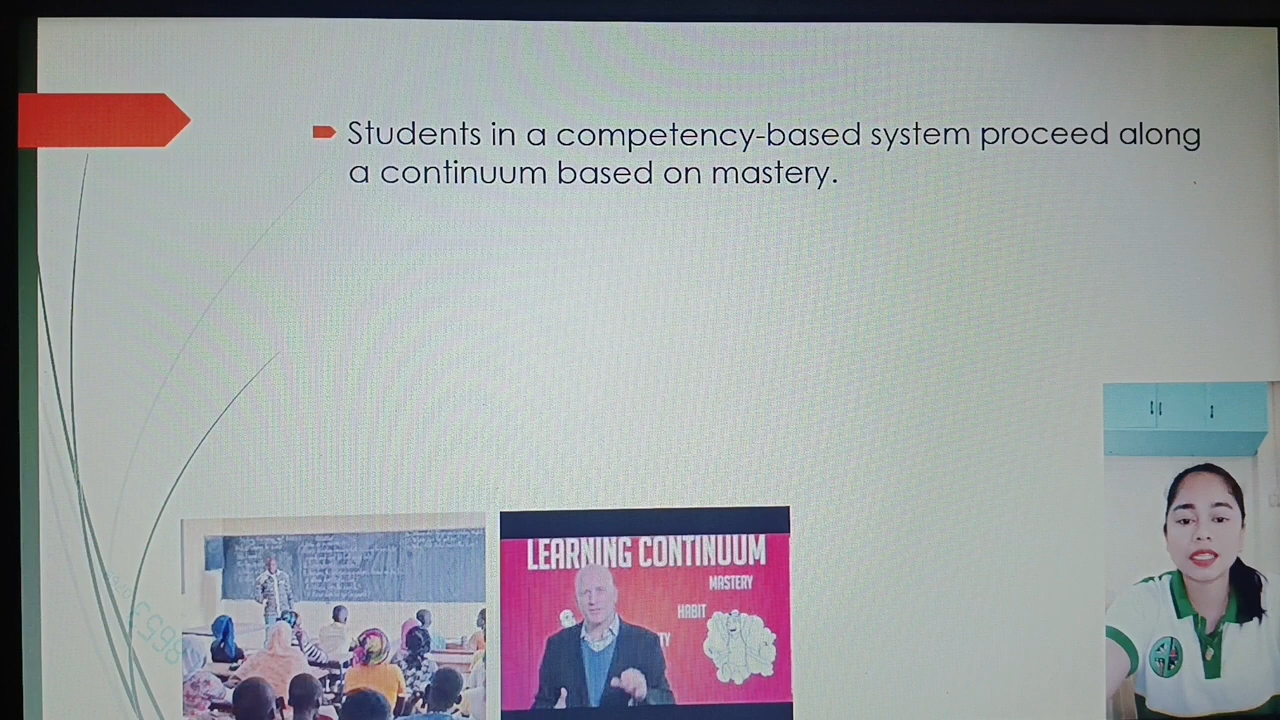 Students in a competency-based system proceed along
a continuum based on mastery.
LEARNING CONTINUUM
MASTERY
HABIT